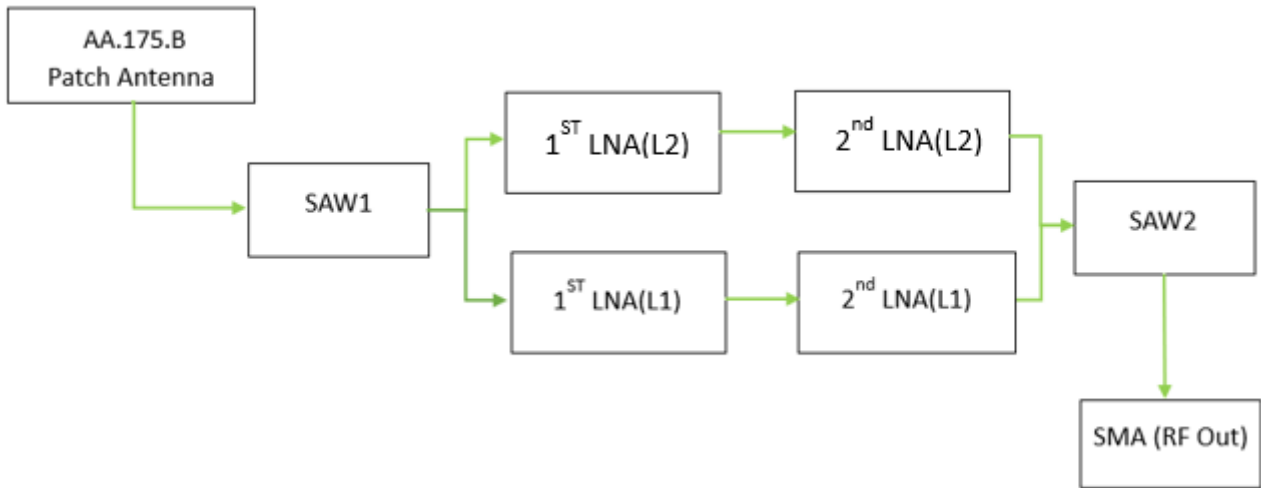 AA.175.B
Patch Antenna
1ST LNA(L2)
2nd LNA(L2)
SAW1
SAW2
1ST LNA(L1)
2nd LNA(L1)
SMA (RF Out)